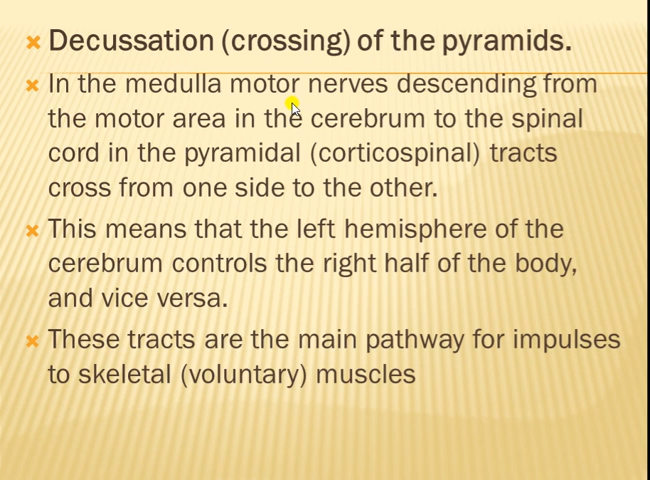 Decussation (crossing) of the pyramids.
In the medulla motor nerves descending from
the motor area in the cerebrum to the spinal
cord in the pyramidal (corticospinal) tracts
cross from one side to the other.
This means that the left hemisphere of the
cerebrum controls the right half of the body,
and vice versa.
These tracts are the main pathway for impulses
to skeletal (voluntary) muscles